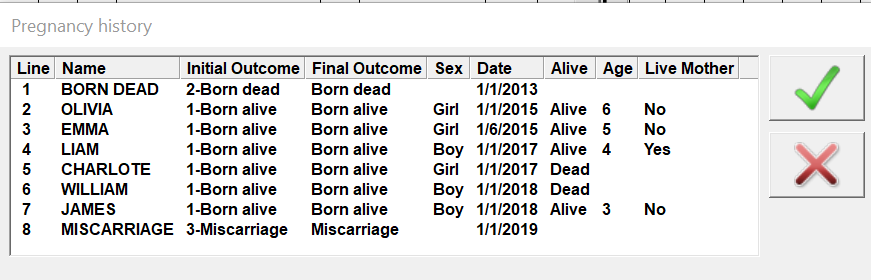 Pregnancy history
Line Name Initial Outcome Final Outcome Sex Date Alive Age Live Mother
1 BORN DEAD 2-Born dead Born dead 1/1/2013
2 OLIVIA 1-Born alive Born alive Girl 1/1/2015 Alive 6 No
3 EMMA 1-Born alive Born alive Girl 1/6/2015 Alive 5 No
4 LIAM 1-Born alive Born alive Boy 1/1/2017 Alive 4 Yes
5 CHARLOTE 1-Born alive Born alive Girl 1/1/2017 Dead
6 WILLIAM 1-Born alive Born alive Boy 1/1/2018 Dead
7 JAMES 1-Born alive Born alive Boy 1/1/2018 Alive 3 No
8 MISCARRIAGE 3-Miscarriage Miscarriage 1/1/2019